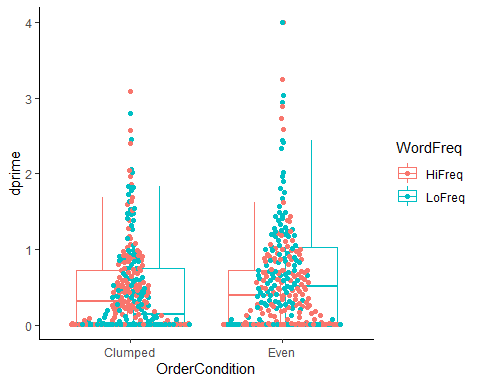 4
3
2
1
0
dprime
Clumped
Even
OrderCondition
WordFreq
HiFreq
LoFreq